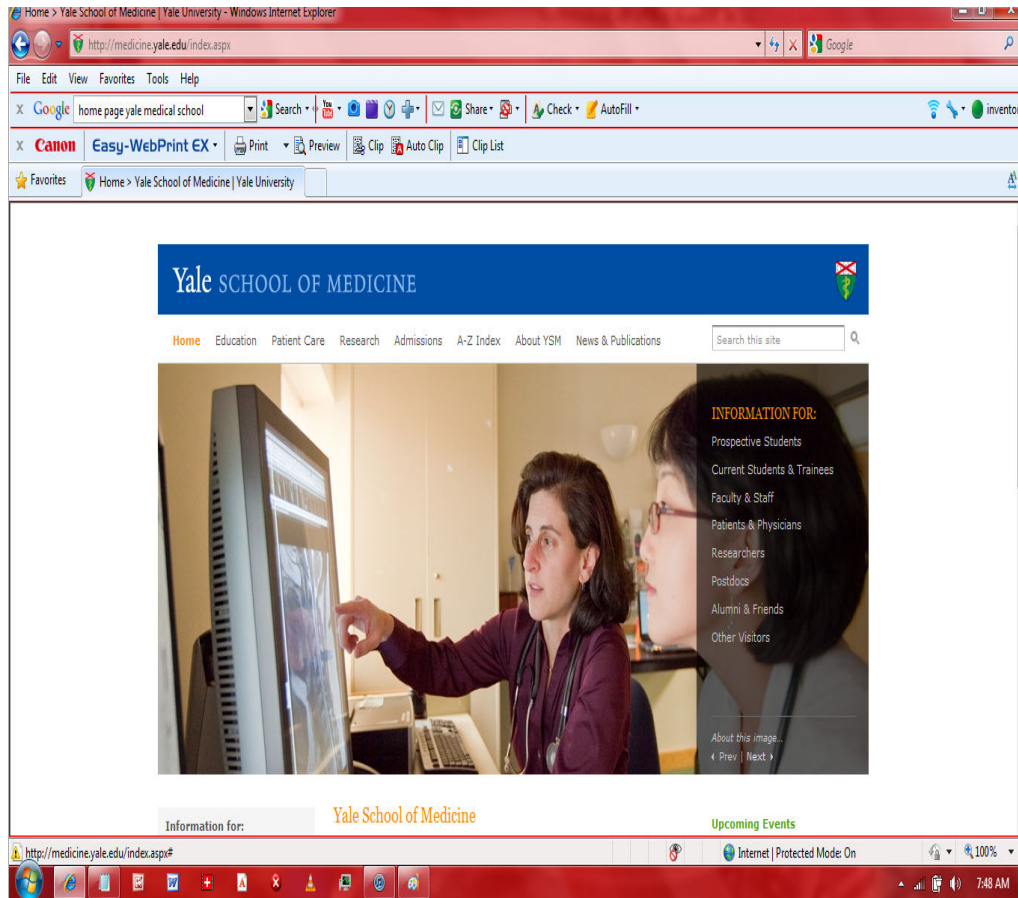 Home > Yale School of Medicine | Yale University - Windows Internet Explorer
http://medicine.yale.edu/index.aspx Google
File Edit View Favorites Tools Help
X Google home page yale medical school Search You Tube Share Check AutoFill inventor
x Canon Easy-WebPrint EX Print Preview Clip Auto Clip Clip List
Favorites Home > Yale School of Medicine | Yale University
Yale SCHOOL OF MEDICINE
Home Education Patient Care Research Admissions A-Z Index About YSM News & Publications Search this site
INFORMATION FOR:
Prospective Students
Current Students & Trainees
Faculty & Staff
Patients & Physicians
Researchers
Postdocs
Alumni & Friends
Other Visitors
About this image...
Prev | Next
Yale School of Medicine
Information for:
Upcoming Events
http://medicine.yale.edu/index.aspx# Internet | Protected Mode: On 100%
7:48 AM